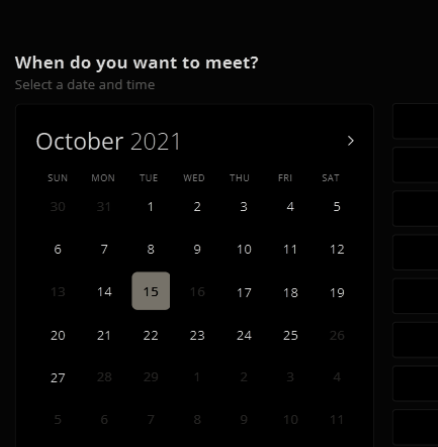 When do you want to meet?
Select a date and time
October 2021
SUN MON TUE WED THU FRI SAT
30 31 1 2 3 4 5
6 7 8 9 10 11 12
13 14 15 16 17 18 19
20 21 22 23 24 25 26
27 28 29 1 2 3 4
5 6 7 8 9 10 11